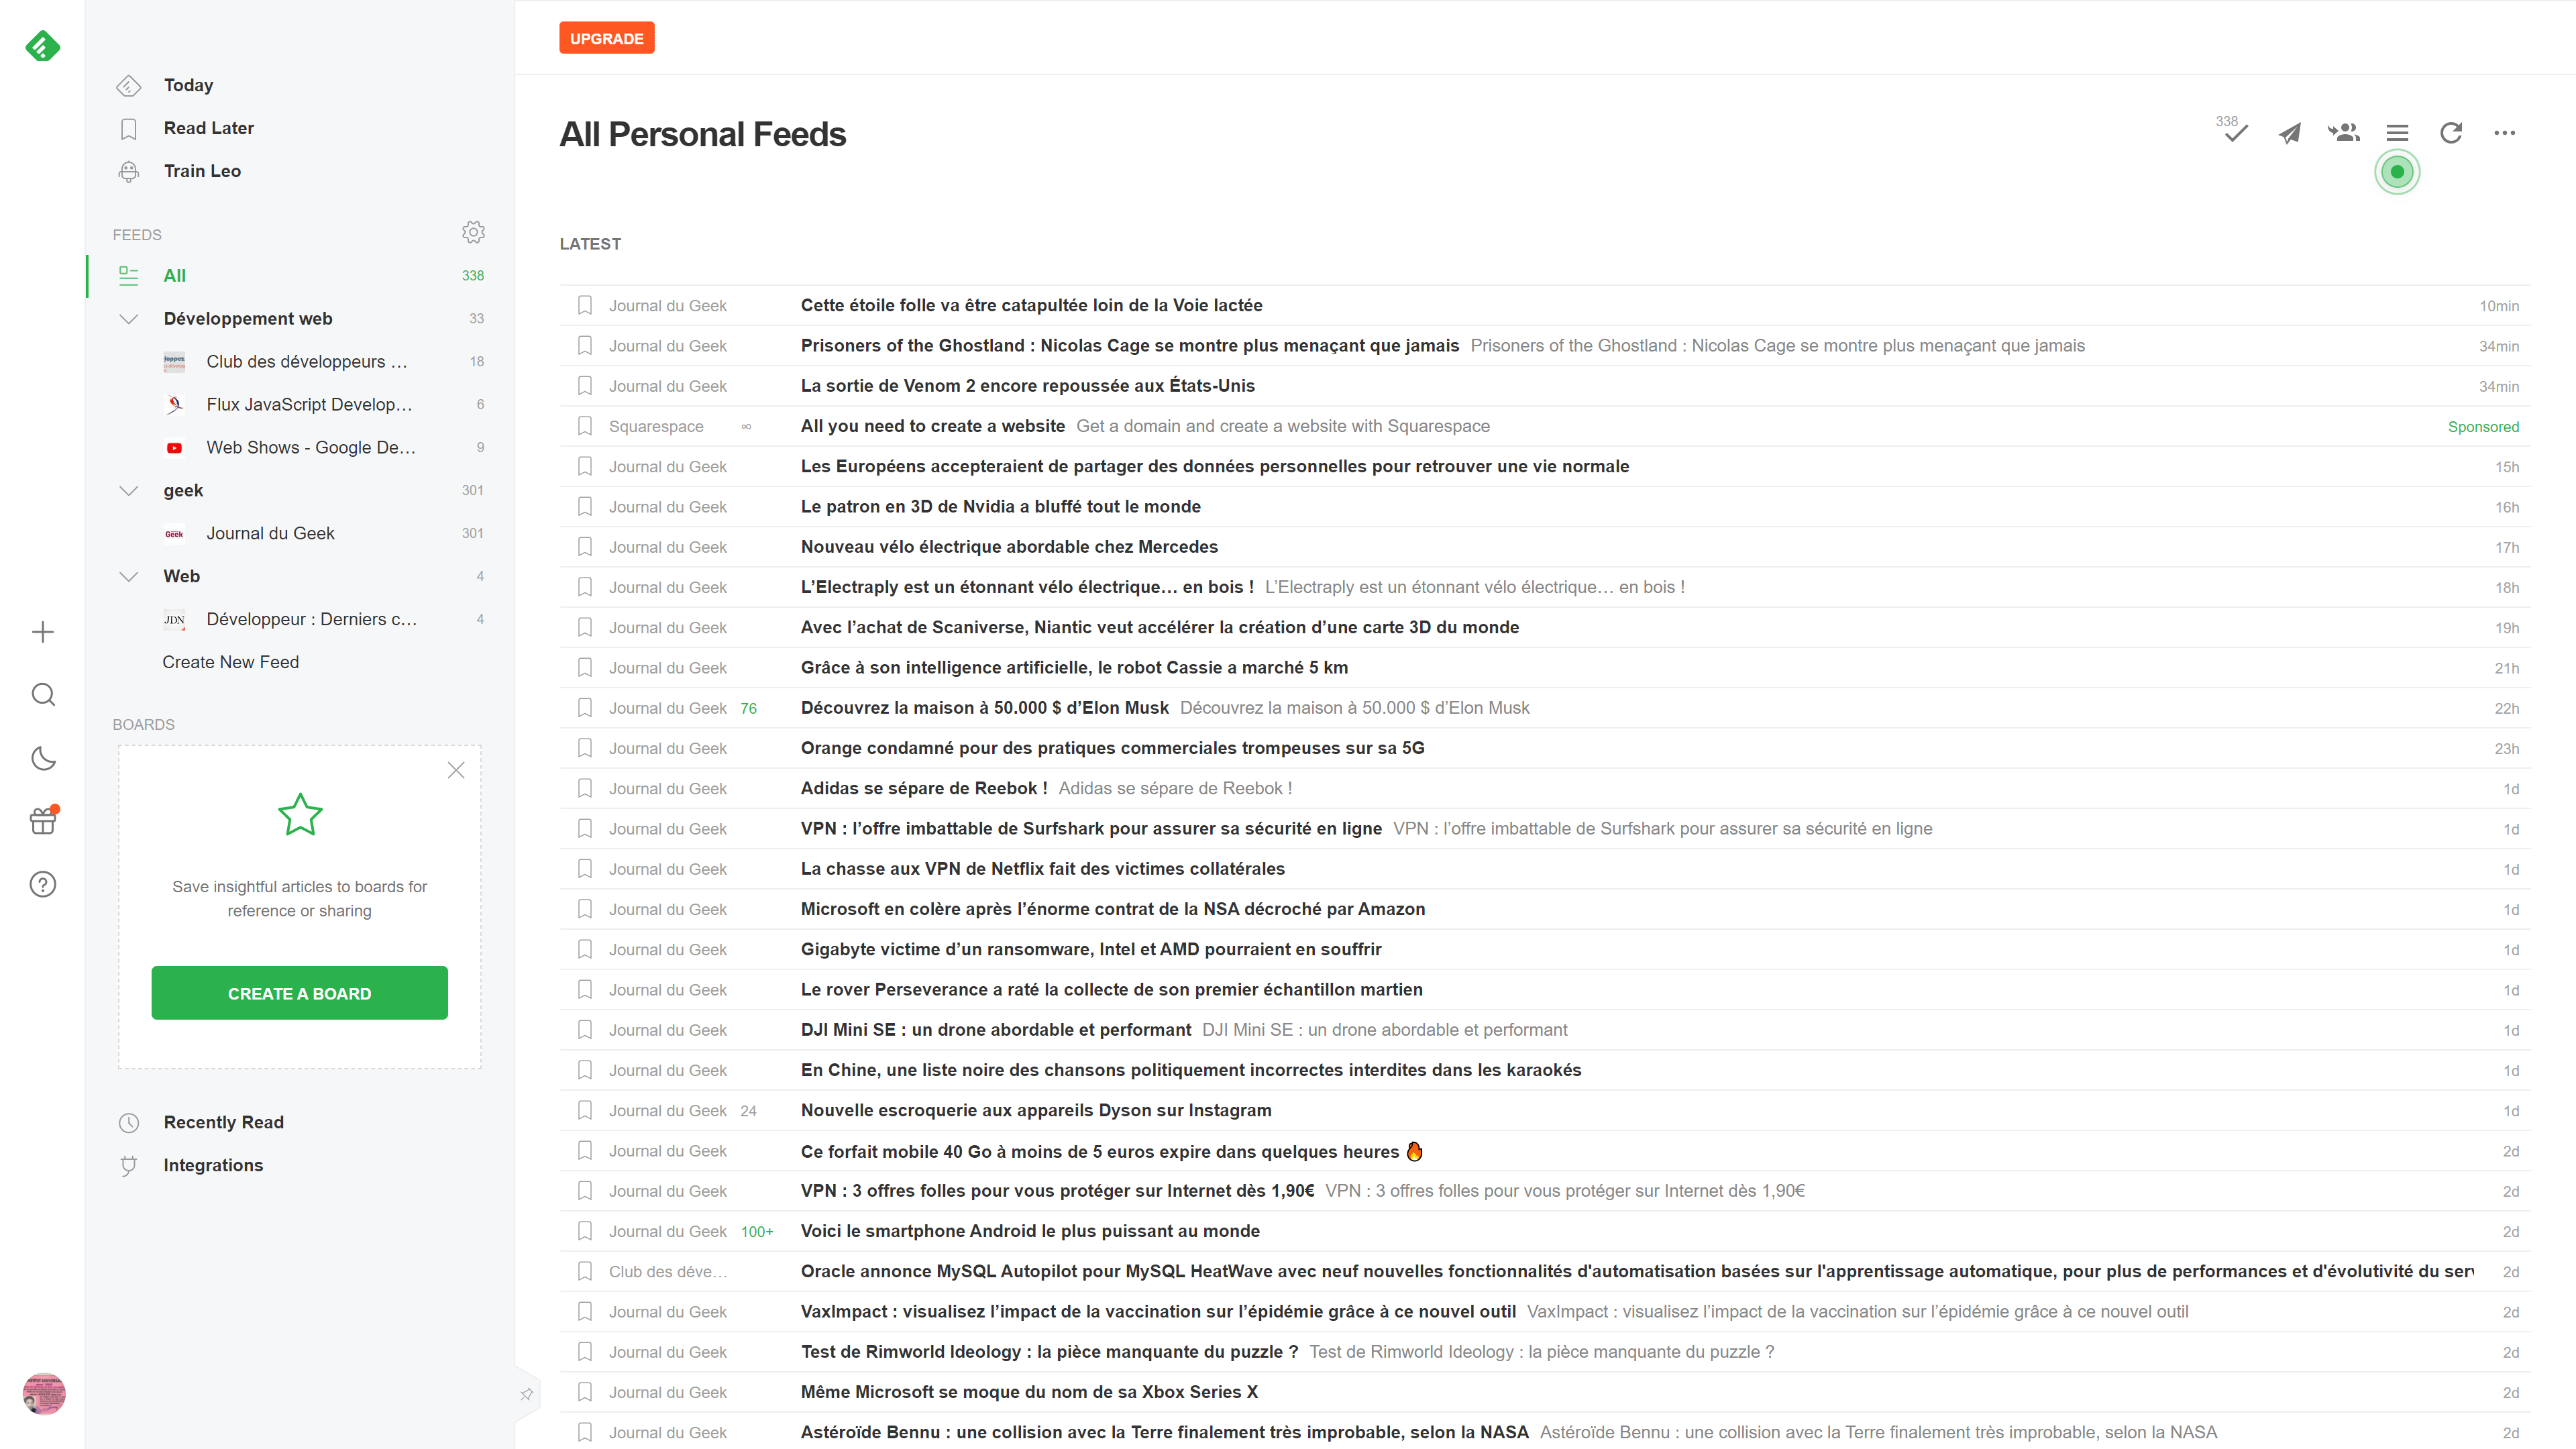 UPGRADE
Today
Read Later
Train Leo
FEEDS
All 338
Développement web 33
Club des développeurs … 18
Flux JavaScript Develop… 6
Web Shows - Google De… 9
geek 301
Journal du Geek 301
Web 4
JDN Développeur : Derniers c… 4
Create New Feed
BOARDS
Save insightful articles to boards for
reference or sharing
CREATE A BOARD
Recently Read
Integrations
All Personal Feeds
338
LATEST
Journal du Geek Cette étoile folle va être catapultée loin de la Voie lactée 10min
Journal du Geek Prisoners of the Ghostland : Nicolas Cage se montre plus menaçant que jamais Prisoners of the Ghostland : Nicolas Cage se montre plus menaçant que jamais 34min
Journal du Geek La sortie de Venom 2 encore repoussée aux États-Unis 34min
Squarespace ∞ All you need to create a website Get a domain and create a website with Squarespace Sponsored
Journal du Geek Les Européens accepteraient de partager des données personnelles pour retrouver une vie normale 15h
Journal du Geek Le patron en 3D de Nvidia a bluffé tout le monde 16h
Journal du Geek Nouveau vélo électrique abordable chez Mercedes 17h
Journal du Geek L’Electraply est un étonnant vélo électrique… en bois ! L’Electraply est un étonnant vélo électrique… en bois ! 18h
Journal du Geek Avec l’achat de Scaniverse, Niantic veut accélérer la création d’une carte 3D du monde 19h
Journal du Geek Grâce à son intelligence artificielle, le robot Cassie a marché 5 km 21h
Journal du Geek 76 Découvrez la maison à 50.000 $ d’Elon Musk Découvrez la maison à 50.000 $ d’Elon Musk 22h
Journal du Geek Orange condamné pour des pratiques commerciales trompeuses sur sa 5G 23h
Journal du Geek Adidas se sépare de Reebok ! Adidas se sépare de Reebok ! 1d
Journal du Geek VPN : l’offre imbattable de Surfshark pour assurer sa sécurité en ligne VPN : l’offre imbattable de Surfshark pour assurer sa sécurité en ligne 1d
Journal du Geek La chasse aux VPN de Netflix fait des victimes collatérales 1d
Journal du Geek Microsoft en colère après l’énorme contrat de la NSA décroché par Amazon 1d
Journal du Geek Gigabyte victime d’un ransomware, Intel et AMD pourraient en souffrir 1d
Journal du Geek Le rover Perseverance a raté la collecte de son premier échantillon martien 1d
Journal du Geek DJI Mini SE : un drone abordable et performant DJI Mini SE : un drone abordable et performant 1d
Journal du Geek En Chine, une liste noire des chansons politiquement incorrectes interdites dans les karaokés 1d
Journal du Geek 24 Nouvelle escroquerie aux appareils Dyson sur Instagram 1d
Journal du Geek Ce forfait mobile 40 Go à moins de 5 euros expire dans quelques heures 🔥 2d
Journal du Geek VPN : 3 offres folles pour vous protéger sur Internet dès 1,90€ VPN : 3 offres folles pour vous protéger sur Internet dès 1,90€ 2d
Journal du Geek 100+ Voici le smartphone Android le plus puissant au monde 2d
Club des déve… Oracle annonce MySQL Autopilot pour MySQL HeatWave avec neuf nouvelles fonctionnalités d'automatisation basées sur l'apprentissage automatique, pour plus de performances et d'évolutivité du ser 2d
Journal du Geek VaxImpact : visualisez l’impact de la vaccination sur l’épidémie grâce à ce nouvel outil VaxImpact : visualisez l’impact de la vaccination sur l’épidémie grâce à ce nouvel outil 2d
Journal du Geek Test de Rimworld Ideology : la pièce manquante du puzzle ? Test de Rimworld Ideology : la pièce manquante du puzzle ? 2d
Journal du Geek Même Microsoft se moque du nom de sa Xbox Series X 2d
Journal du Geek Astéroïde Bennu : une collision avec la Terre finalement très improbable, selon la NASA Astéroïde Bennu : une collision avec la Terre finalement très improbable, selon la NASA 2d